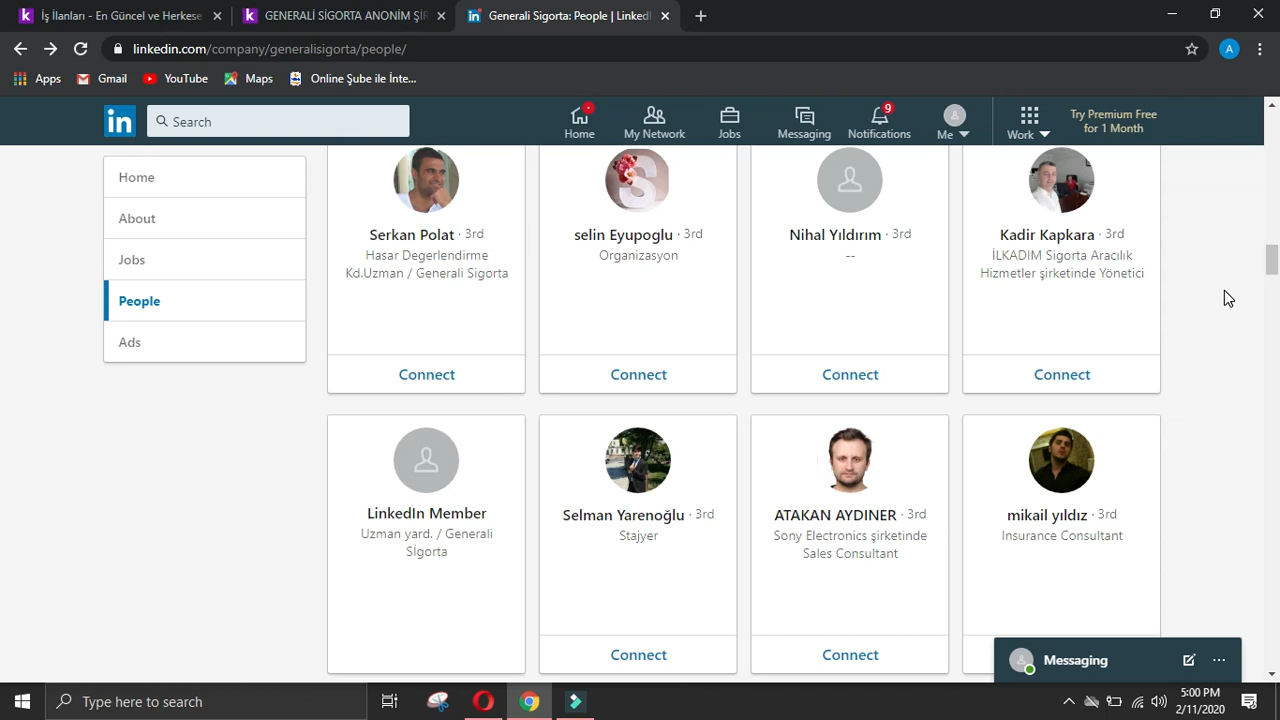 İş İlanları - En Güncel ve Herkese
GENERALİ SİGORTA ANONİM ŞİR
Generali Sigorta: People | LinkedI
linkedin.com/company/generalisigorta/people/
A
Apps
Gmail
YouTube
Maps
Online Şube ile İnte...
in
Search
Home
My Network
Jobs
Messaging
9
Notifications
Me
Work
Try Premium Free
for 1 Month
Home
About
Jobs
People
Ads
Serkan Polat · 3rd
Hasar Degerlendirme
Kd.Uzman / Generali Sigorta
Connect
S
selin Eyupoglu · 3rd
Organizasyon
Connect
Nihal Yıldırım · 3rd
--
Connect
Kadir Kapkara · 3rd
İLKADIM Sigorta Aracılık
Hizmetler şirketinde Yönetici
Connect
LinkedIn Member
Uzman yard. / Generali
Sİgorta
Selman Yarenoğlu · 3rd
Stajyer
Connect
ATAKAN AYDINER · 3rd
Sony Electronics şirketinde
Sales Consultant
Connect
mikail yıldız · 3rd
Insurance Consultant
Messaging
Type here to search
5:00 PM
2/11/2020